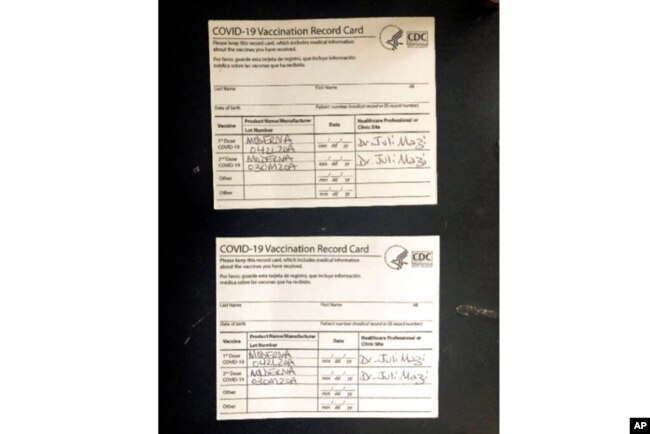 COVID-19 Vaccination Record Card
Please keep this record card, which includes medical information
about the vaccines you have received.
CDC
Por favor, guarde esta tarjeta de registro, que incluye información
médica sobre las vacunas que ha recibido.
Last Name First Name MI
Date of birth Patient number (medical record or IIS record number)
Vaccine Product Name/Manufacturer Date Healthcare Professional or
Lot Number Clinic Site
1st Dose MODERNA Dr. Juli Mazi
COVID-19 042L20A mm dd yy
2nd Dose MODERNA Dr. Juli Mazi
COVID-19 030M20A mm dd yy
Other mm dd yy
Other mm dd yy
COVID-19 Vaccination Record Card
Please keep this record card, which includes medical information
about the vaccines you have received.
CDC
Por favor, guarde esta tarjeta de registro, que incluye información
médica sobre las vacunas que ha recibido.
Last Name First Name MI
Date of birth Patient number (medical record or IIS record number)
Vaccine Product Name/Manufacturer Date Healthcare Professional or
Lot Number Clinic Site
1st Dose MODERNA Dr. Juli Mazi
COVID-19 042L20A mm dd yy
2nd Dose MODERNA Dr. Juli Mazi
COVID-19 030M20A mm dd yy
Other mm dd yy
Other mm dd yy
AP